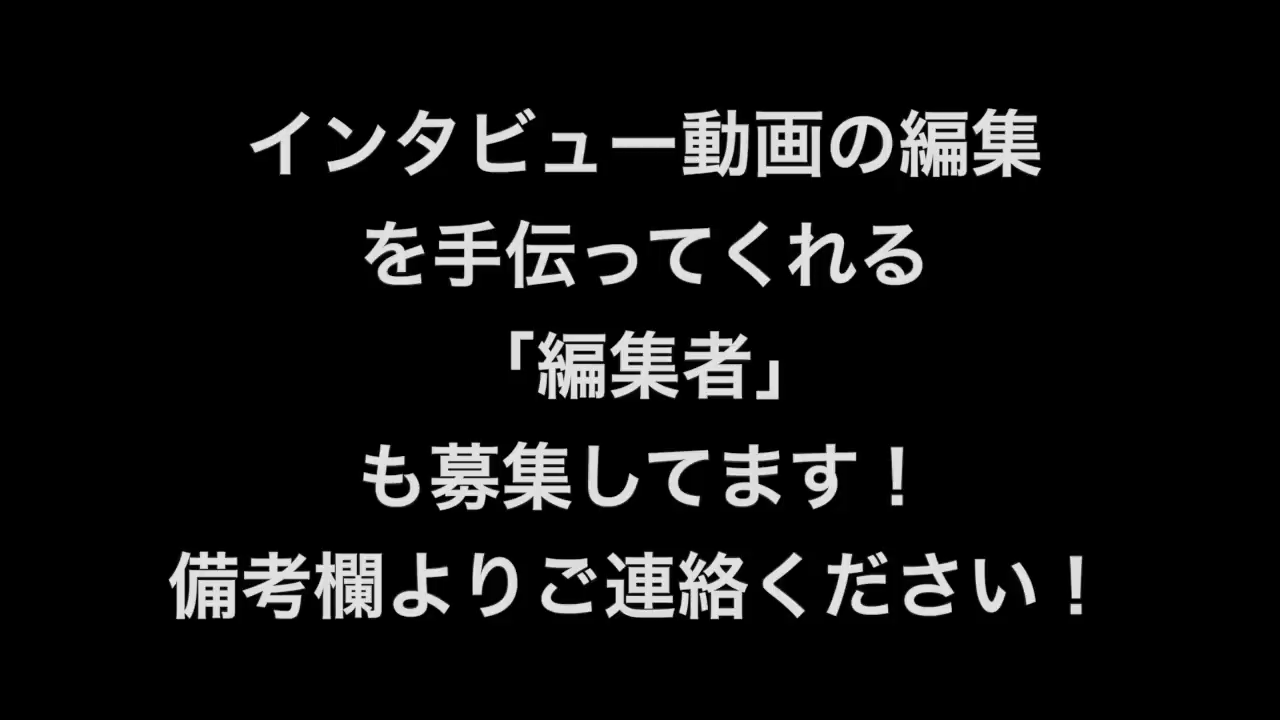 インタビュー動画の編集
を手伝ってくれる
「編集者」
も募集してます！
備考欄よりご連絡ください！